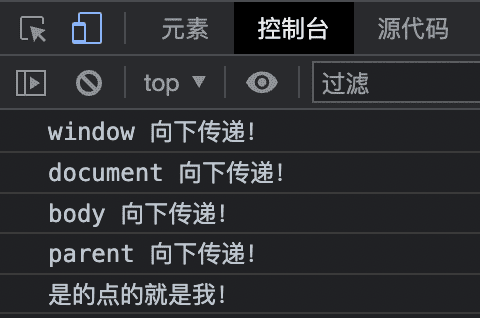 元素 控制台 源代码
top 过滤
window 向下传递!
document 向下传递!
body 向下传递!
parent 向下传递!
是的点的就是我!